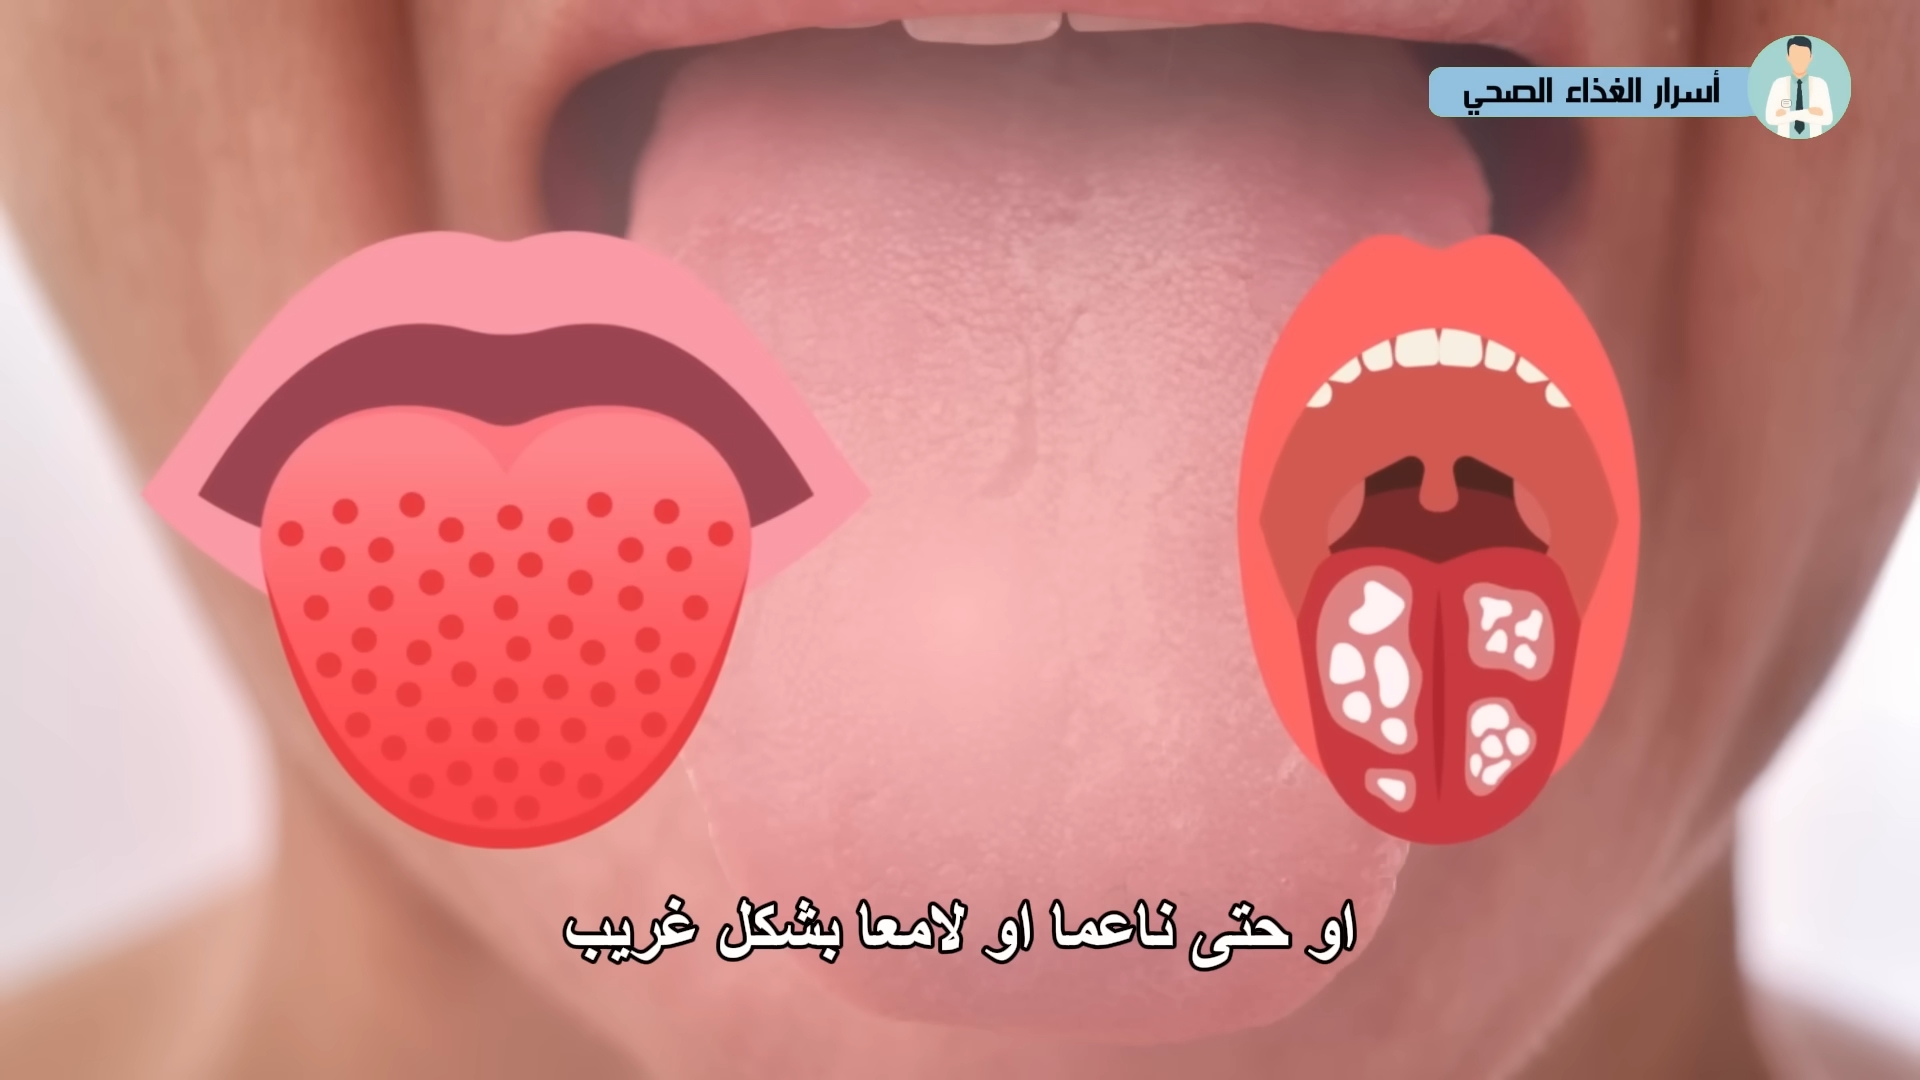 أسرار الغذاء الصحي
او حتى ناعما او لامعا بشكل غريب